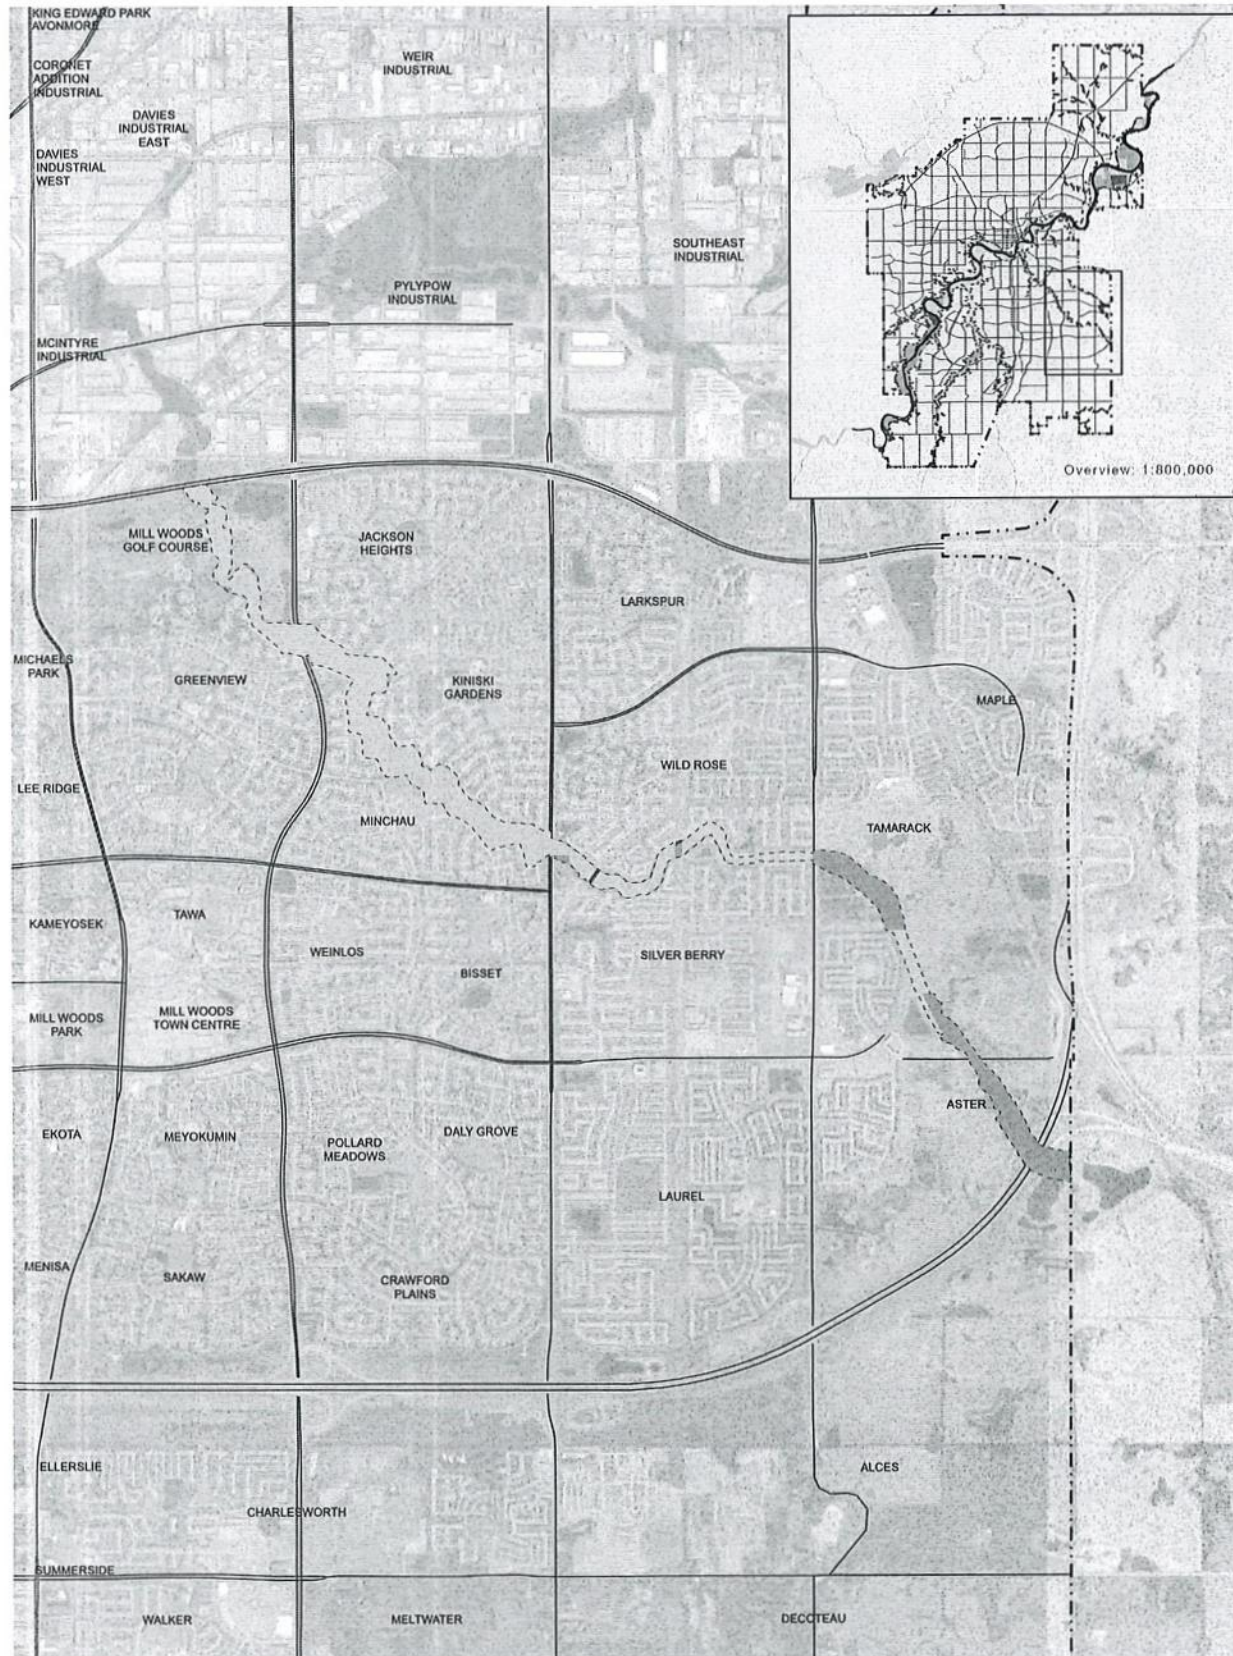 KING EDWARD PARK
AVONMORE
CORONET
ADDITION
INDUSTRIAL
WEIR
INDUSTRIAL
DAVIES
INDUSTRIAL
EAST
DAVIES
INDUSTRIAL
WEST
SOUTHEAST
INDUSTRIAL
PYLYPOW
INDUSTRIAL
MCINTYRE
INDUSTRIAL
Overview: 1:800,000
MILL WOODS
GOLF COURSE
JACKSON
HEIGHTS
LARKSPUR
MICHAELS
PARK
GREENVIEW
KINISKI
GARDENS
MAPLE
WILD ROSE
LEE RIDGE
MINCHAU
TAMARACK
KAMEYOSEK
TAWA
WEINLOS
BISSET
SILVER BERRY
MILL WOODS
PARK
MILL WOODS
TOWN CENTRE
ASTER
EKOTA
MEYOKUMIN
POLLARD
MEADOWS
DALY GROVE
LAUREL
MENISA
SAKAW
CRAWFORD
PLAINS
ELLERSLIE
ALCES
CHARLESWORTH
SUMMERSIDE
WALKER
MELTWATER
DECOTEAU